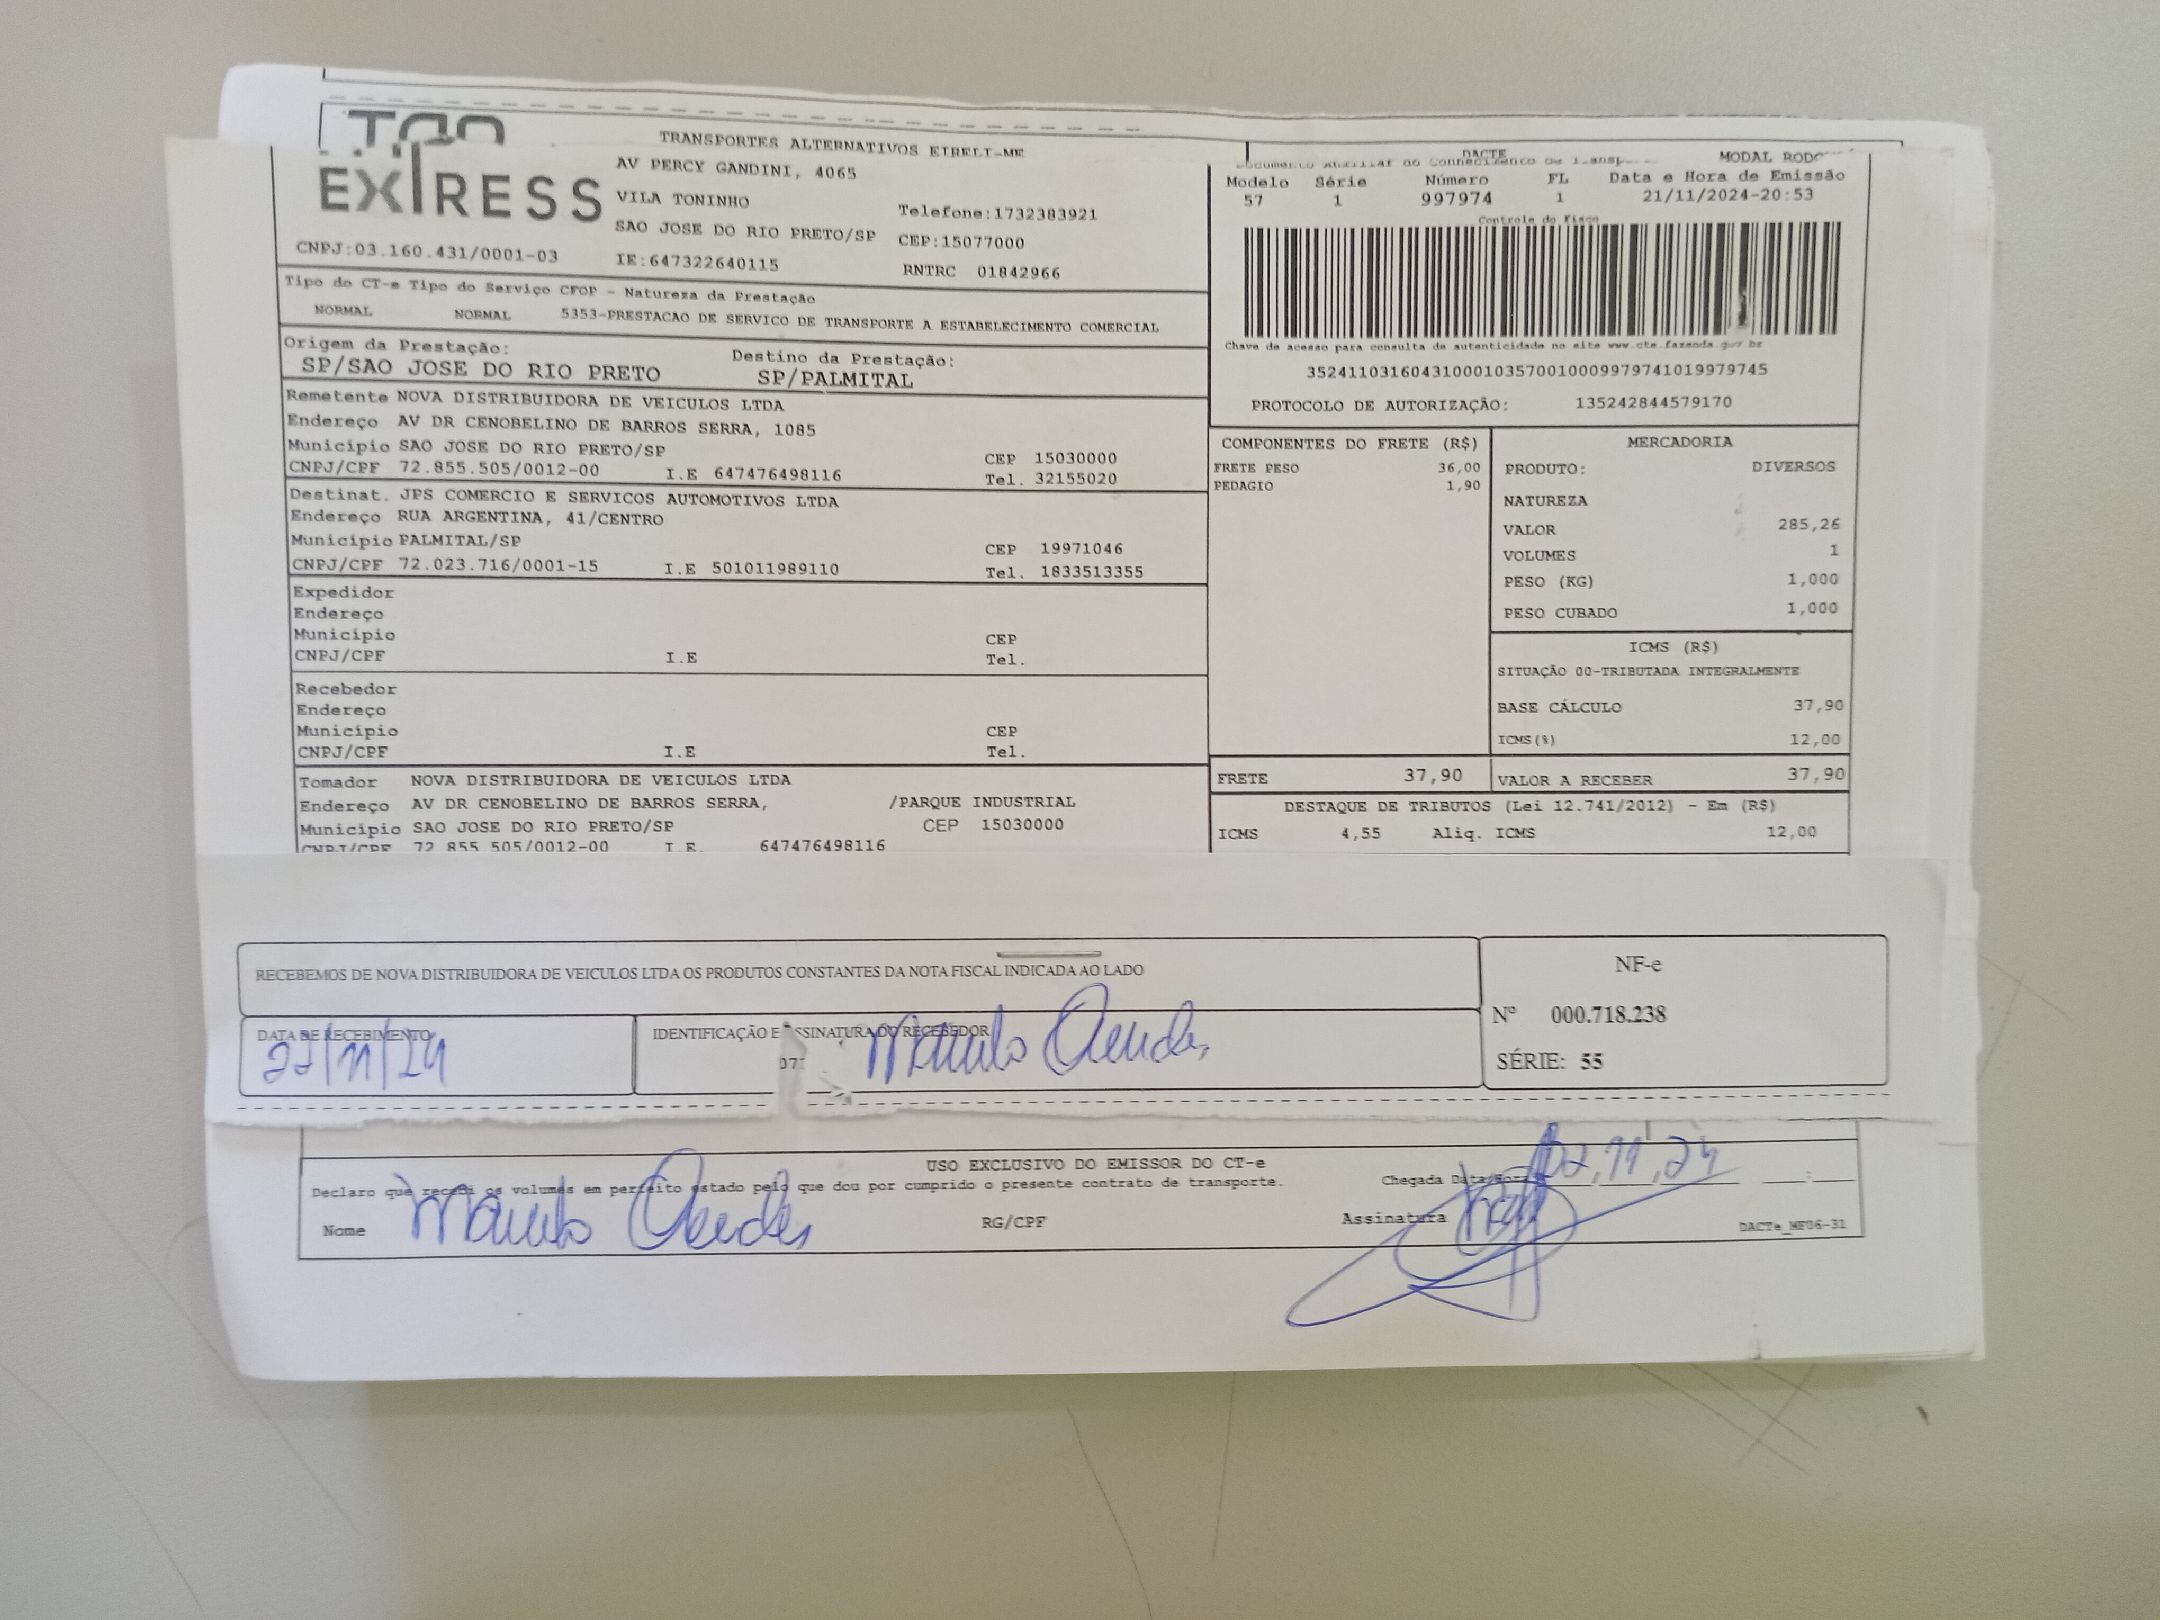 EXPRESS
TRANSPORTES ALTERNATIVOS EIRELI-ME
AV PERCY GANDINI, 4065
VILA TONINHO
Telefone:1732383921
SAO JOSE DO RIO PRETO/SP CEP:15077000
CNPJ:03.160.431/0001-03 IE:647322640115 RNTRC 01842966
DACTE MODAL
Modelo Série Número FL Data e Hora de Emissão
57 1 997974 1 21/11/2024-20:53
Controle do Fisco
Chave de acesso para consulta de autenticidade no site www.cte.fazenda.gov.br
35241103160431000103570010009979741019979745
PROTOCOLO DE AUTORIZAÇÃO: 135242844579170
Tipo do CT-e Tipo do Serviço CFOP - Natureza da Prestação
NORMAL NORMAL 5353-PRESTACAO DE SERVICO DE TRANSPORTE A ESTABELECIMENTO COMERCIAL
Origem da Prestação: Destino da Prestação:
SP/SAO JOSE DO RIO PRETO SP/PALMITAL
Remetente NOVA DISTRIBUIDORA DE VEICULOS LTDA
Endereço AV DR CENOBELINO DE BARROS SERRA, 1085
Município SAO JOSE DO RIO PRETO/SP CEP 15030000
CNPJ/CPF 72.855.505/0012-00 I.E 647476498116 Tel. 32155020
Destinat. JPS COMERCIO E SERVICOS AUTOMOTIVOS LTDA
Endereço RUA ARGENTINA, 41/CENTRO
Município PALMITAL/SP CEP 19971046
CNPJ/CPF 72.023.716/0001-15 I.E 501011989110 Tel. 1833513355
Expedidor
Endereço
Município CEP
CNPJ/CPF I.E Tel.
Recebedor
Endereço
Município CEP
CNPJ/CPF I.E Tel.
Tomador NOVA DISTRIBUIDORA DE VEICULOS LTDA
Endereço AV DR CENOBELINO DE BARROS SERRA, /PARQUE INDUSTRIAL
Município SAO JOSE DO RIO PRETO/SP CEP 15030000
CNPJ/CPF 72 855 505/0012-00 I E. 647476498116
COMPONENTES DO FRETE (R$)
FRETE PESO 36,00
PEDAGIO 1,90
MERCADORIA
PRODUTO: DIVERSOS
NATUREZA
VALOR 285,26
VOLUMES 1
PESO (KG) 1,000
PESO CUBADO 1,000
ICMS (R$)
SITUAÇÃO 00-TRIBUTADA INTEGRALMENTE
BASE CÁLCULO 37,90
ICMS(%) 12,00
FRETE 37,90 VALOR A RECEBER 37,90
DESTAQUE DE TRIBUTOS (Lei 12.741/2012) - Em (R$)
ICMS 4,55 Aliq. ICMS 12,00
RECEBEMOS DE NOVA DISTRIBUIDORA DE VEICULOS LTDA OS PRODUTOS CONSTANTES DA NOTA FISCAL INDICADA AO LADO
DATA DE RECEBIMENTO
22/11/24
IDENTIFICAÇÃO E ASSINATURA DO RECEBEDOR
NF-e
Nº 000.718.238
SÉRIE: 55
USO EXCLUSIVO DO EMISSOR DO CT-e
Declaro que recebi os volumes em perfeito estado pelo que dou por cumprido o presente contrato de transporte.
Chegada Data/Hora 22,11,24 :
Nome RG/CPF Assinatura DACTe_MF06-31